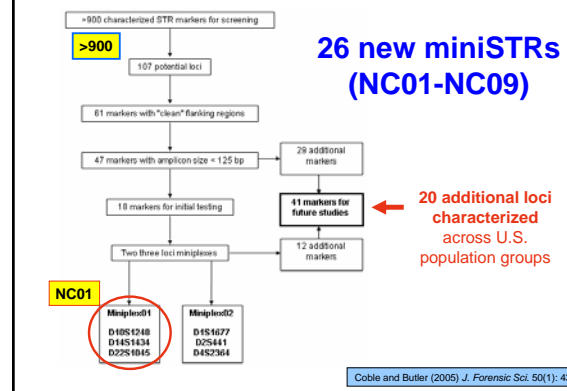 >900 characterized STR markers for screening
>900
26 new miniSTRs
(NC01-NC09)
107 potential loci
61 markers with "clean" flanking regions
47 markers with amplicon size < 125 bp
29 additional
markers
18 markers for initial testing
41 markers for
future studies
20 additional loci
characterized
across U.S.
population groups
Two three loci miniplexes
12 additional
markers
NC01
Miniplex01
D10S1248
D14S1434
D22S1045
Miniplex02
D1S1677
D2S441
D4S2364
Coble and Butler (2005) J. Forensic Sci. 50(1):